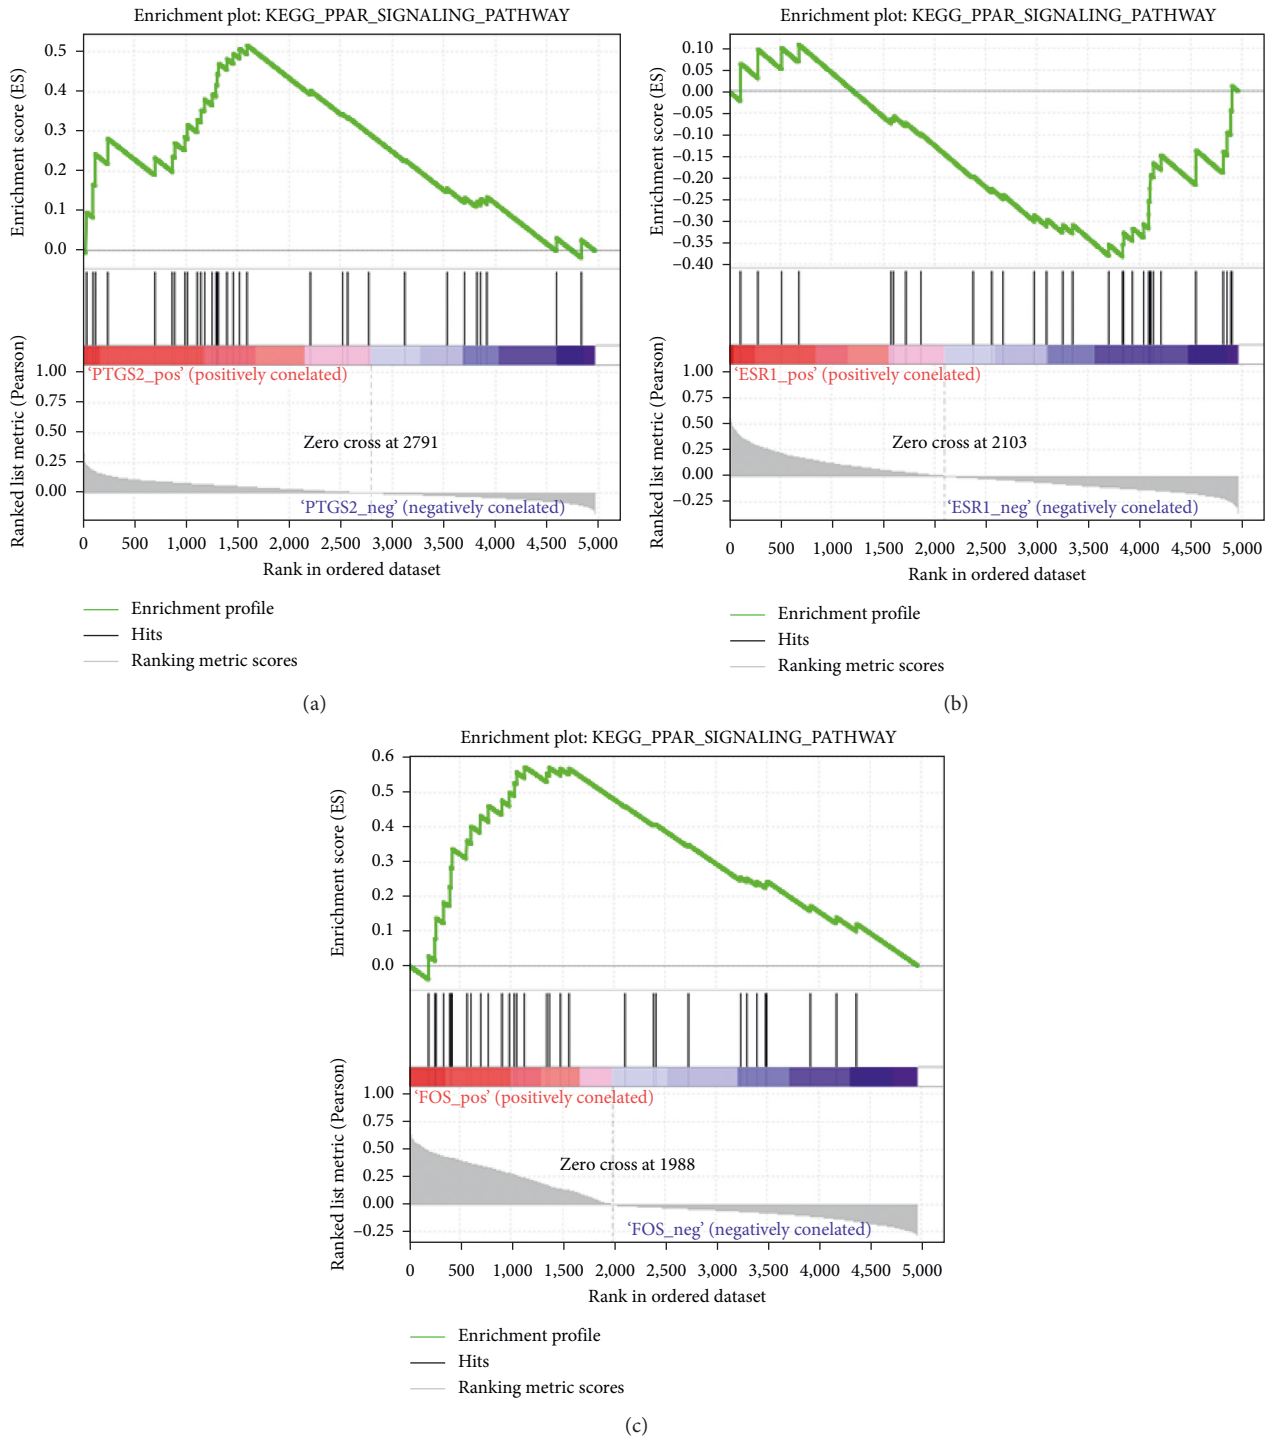 Enrichment plot: KEGG_PPAR_SIGNALING_PATHWAY
Enrichment score (ES)
0.5
0.4
0.3
0.2
0.1
0.0
Ranked list metric (Pearson)
‘PTGS2_pos’ (positively conelated)
1.00
0.75
0.50
0.25
0.00
Zero cross at 2791
‘PTGS2_neg’ (negatively conelated)
0 500 1,000 1,500 2,000 2,500 3,000 3,500 4,000 4,500 5,000
Rank in ordered dataset
Enrichment profile
Hits
Ranking metric scores
(a)
Enrichment plot: KEGG_PPAR_SIGNALING_PATHWAY
Enrichment score (ES)
0.10
0.05
0.00
–0.05
–0.10
–0.15
–0.20
–0.25
–0.30
–0.35
–0.40
Ranked list metric (Pearson)
‘ESR1_pos’ (positively conelated)
1.00
0.75
0.50
0.25
0.00
–0.25
Zero cross at 2103
‘ESR1_neg’ (negatively conelated)
0 500 1,000 1,500 2,000 2,500 3,000 3,500 4,000 4,500 5,000
Rank in ordered dataset
Enrichment profile
Hits
Ranking metric scores
(b)
Enrichment plot: KEGG_PPAR_SIGNALING_PATHWAY
Enrichment score (ES)
0.6
0.5
0.4
0.3
0.2
0.1
0.0
Ranked list metric (Pearson)
‘FOS_pos’ (positively conelated)
1.00
0.75
0.50
0.25
0.00
–0.25
Zero cross at 1988
‘FOS_neg’ (negatively conelated)
0 500 1,000 1,500 2,000 2,500 3,000 3,500 4,000 4,500 5,000
Rank in ordered dataset
Enrichment profile
Hits
Ranking metric scores
(c)